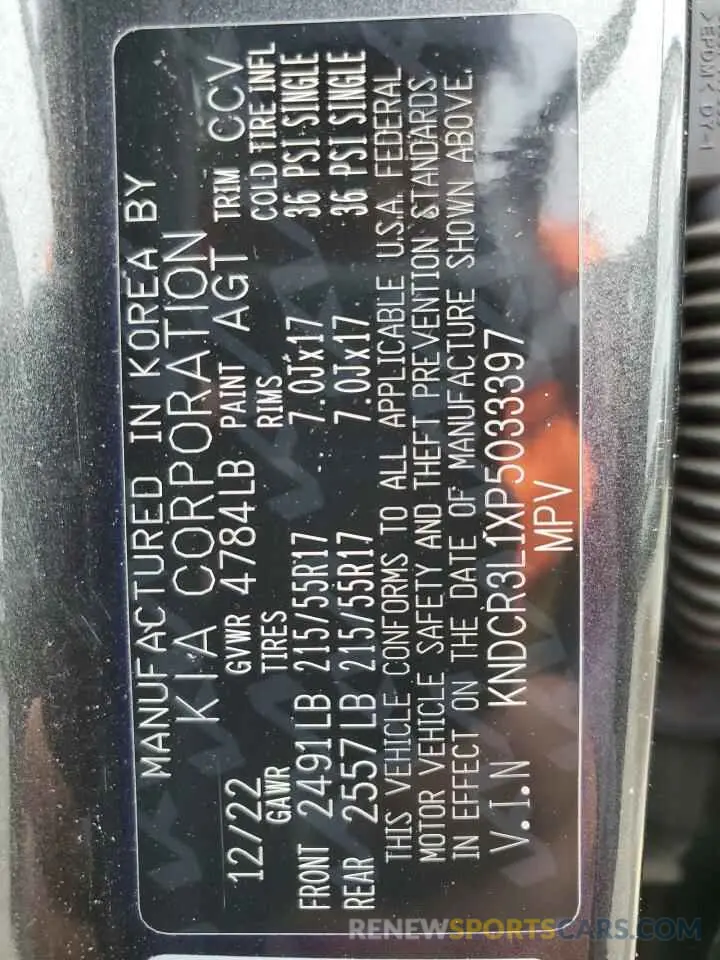 MANUFACTURED IN KOREA BY
KIA CORPORATION
12/22 GVWR 4784LB PAINT AGT TRIM CCV
GAWR TIRES RIMS COLD TIRE INFL
FRONT 2491LB 215/55R17 7.0Jx17 36 PSI SINGLE
REAR 2557LB 215/55R17 7.0Jx17 36 PSI SINGLE
THIS VEHICLE CONFORMS TO ALL APPLICABLE U.S.A. FEDERAL
MOTOR VEHICLE SAFETY AND THEFT PREVENTION STANDARDS
IN EFFECT ON THE DATE OF MANUFACTURE SHOWN ABOVE.
V.I.N KNDCR3L1XP5033397
MPV
>EPDM< DY-1
RENEWSPORTSCARS.COM